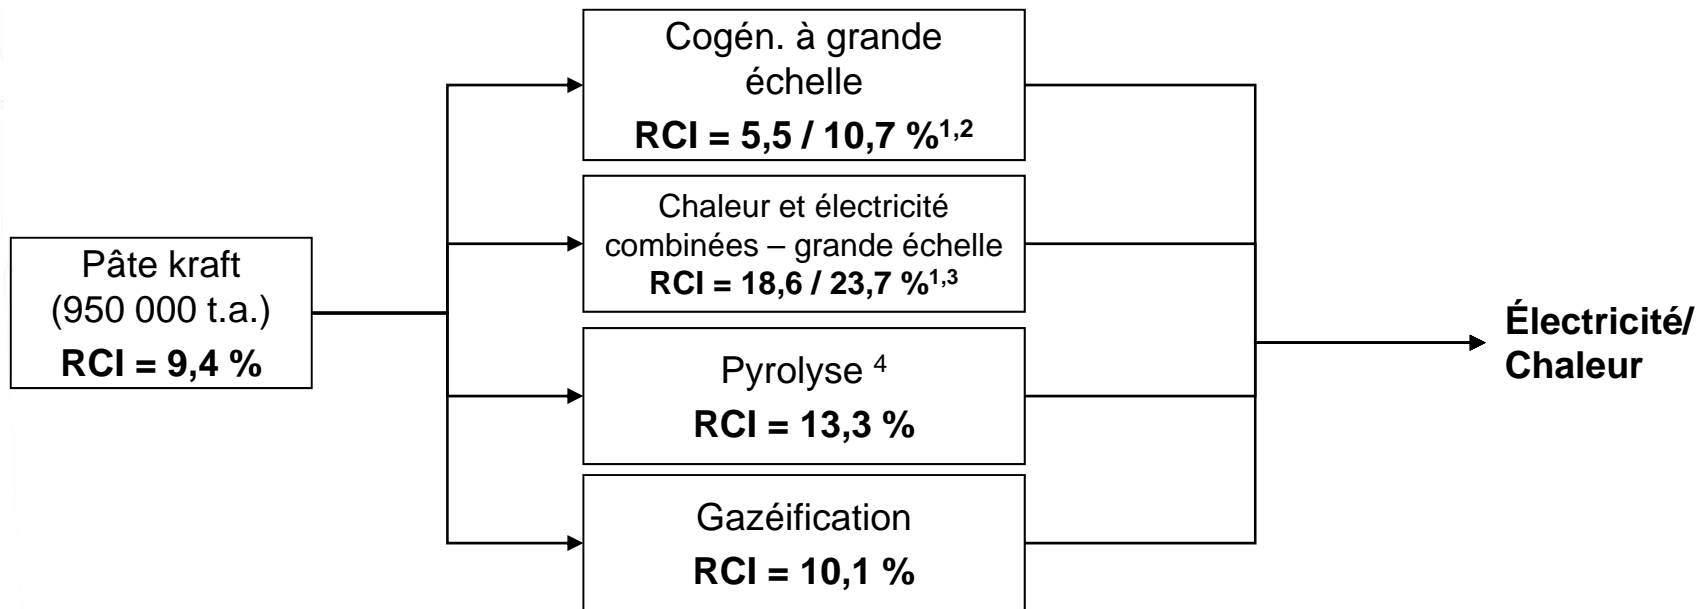 Cogén. à grande
échelle
RCI = 5,5 / 10,7 %1,2
Chaleur et électricité
combinées – grande échelle
RCI = 18,6 / 23,7 %1,3
Pâte kraft
(950 000 t.a.)
RCI = 9,4 %
Pyrolyse 4
RCI = 13,3 %
Gazéification
RCI = 10,1 %
Électricité/
Chaleur